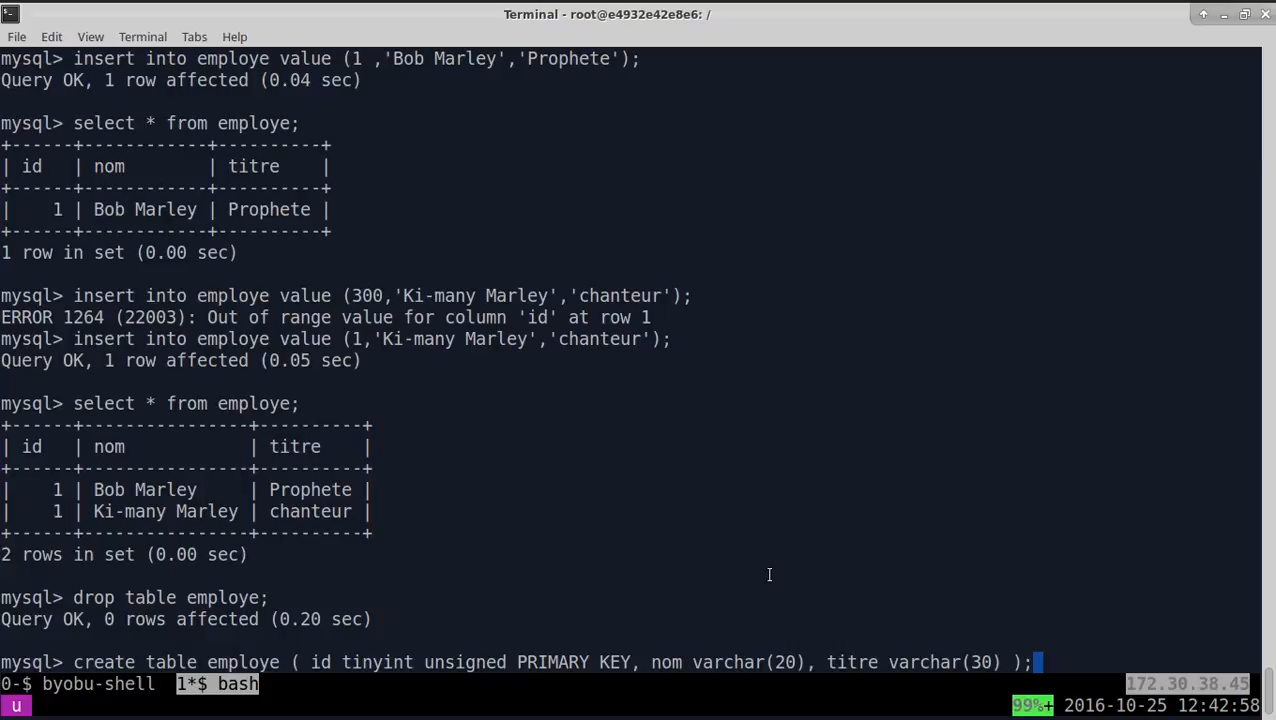 Terminal - root@e4932e42e8e6: /
File Edit View Terminal Tabs Help
mysql> insert into employe value (1 ,'Bob Marley','Prophete');
Query OK, 1 row affected (0.04 sec)
mysql> select * from employe;
+------+------------+----------+
| id   | nom        | titre    |
+------+------------+----------+
|    1 | Bob Marley | Prophete |
+------+------------+----------+
1 row in set (0.00 sec)
mysql> insert into employe value (300,'Ki-many Marley','chanteur');
ERROR 1264 (22003): Out of range value for column 'id' at row 1
mysql> insert into employe value (1,'Ki-many Marley','chanteur');
Query OK, 1 row affected (0.05 sec)
mysql> select * from employe;
+------+----------------+----------+
| id   | nom            | titre    |
+------+----------------+----------+
|    1 | Bob Marley     | Prophete |
|    1 | Ki-many Marley | chanteur |
+------+----------------+----------+
2 rows in set (0.00 sec)
mysql> drop table employe;
Query OK, 0 rows affected (0.20 sec)
mysql> create table employe ( id tinyint unsigned PRIMARY KEY, nom varchar(20), titre varchar(30) );
0-$ byobu-shell  1*$ bash 172.30.38.45
u 99%+ 2016-10-25 12:42:58